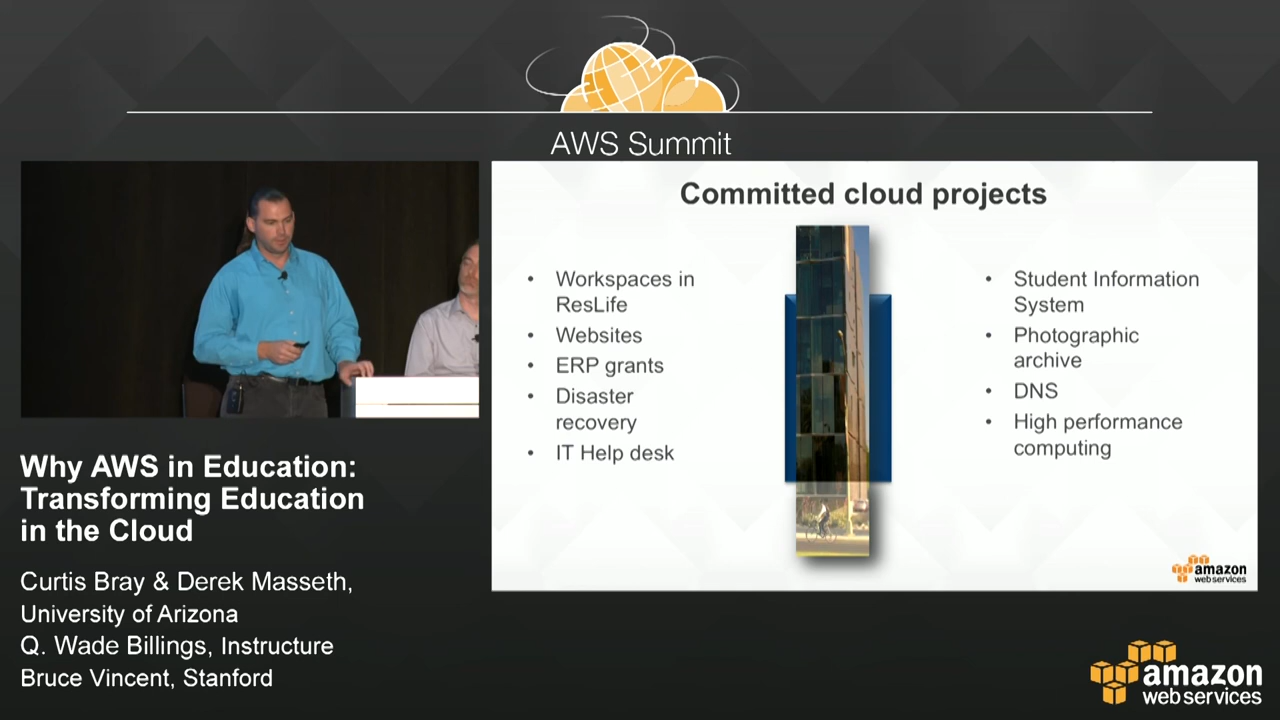 AWS Summit
Committed cloud projects
• Workspaces in
ResLife
• Websites
• ERP grants
• Disaster
recovery
• IT Help desk
• Student Information
System
• Photographic
archive
• DNS
• High performance
computing
amazon
web services
Why AWS in Education:
Transforming Education
in the Cloud
Curtis Bray & Derek Masseth,
University of Arizona
Q. Wade Billings, Instructure
Bruce Vincent, Stanford
amazon
web services